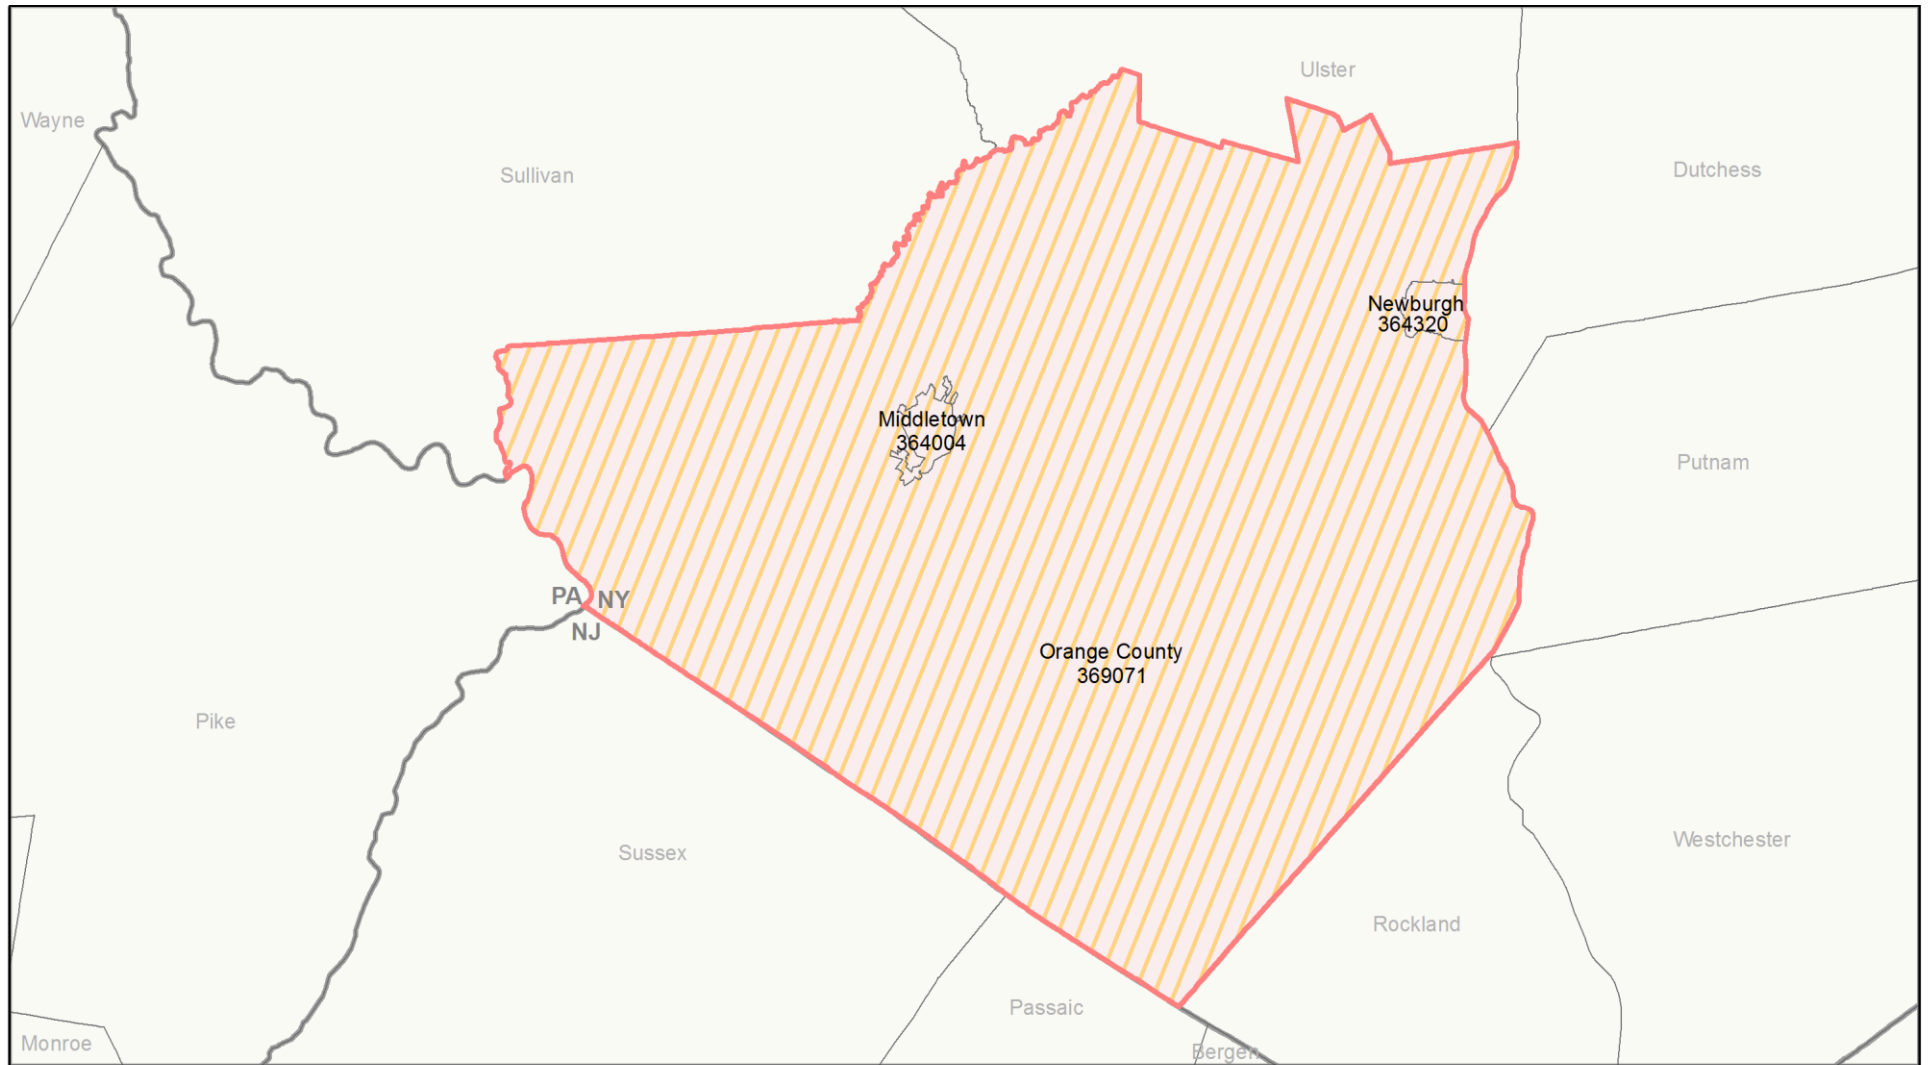 Ulster
Wayne
Sullivan
Dutchess
Newburgh
364320
Middletown
364004
Putnam
PA
NY
NJ
Orange County
369071
Pike
Westchester
Sussex
Rockland
Passaic
Monroe
Bergen